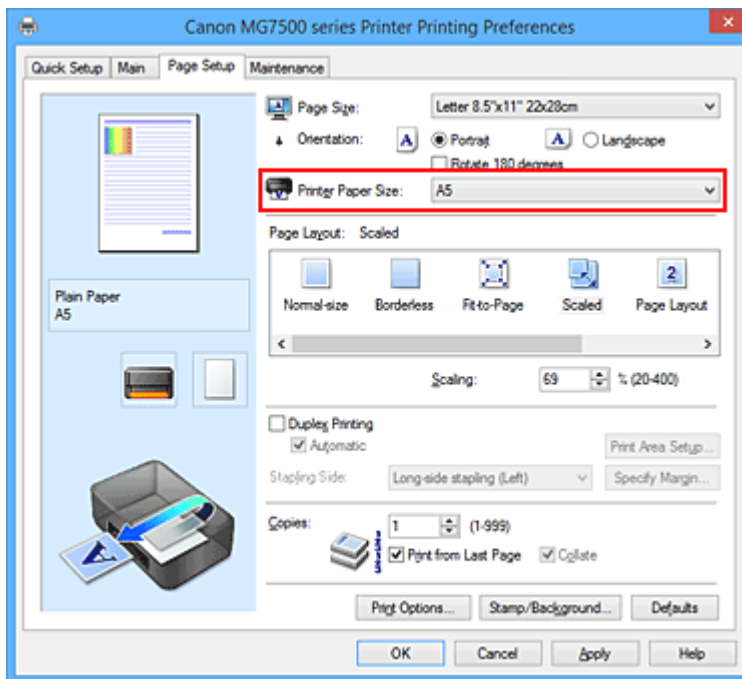 Canon MG7500 series Printer Printing Preferences
Quick Setup Main Page Setup Maintenance
Page Size: Letter 8.5"x11" 22x28cm
Orientation: A Portrait A Landscape
Rotate 180 degrees
Printer Paper Size: A5
Page Layout: Scaled
Normal-size Borderless Fit-to-Page Scaled Page Layout
Plain Paper
A5
Scaling: 69 % (20-400)
Duplex Printing
Automatic Print Area Setup...
Stapling Side: Long-side stapling (Left) Specify Margin...
Copies: 1 (1-999)
Print from Last Page Collate
Print Options... Stamp/Background... Defaults
OK Cancel Apply Help